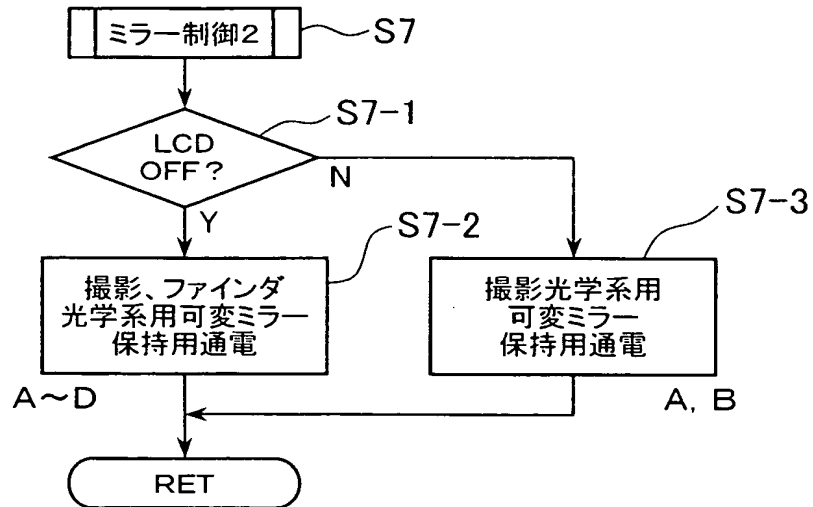 ミラー制御2
S7
S7-1
LCD
OFF?
N
Y
S7-2
S7-3
撮影、ファインダ
光学系用可変ミラー
保持用通電
撮影光学系用
可変ミラー
保持用通電
A～D
A, B
RET